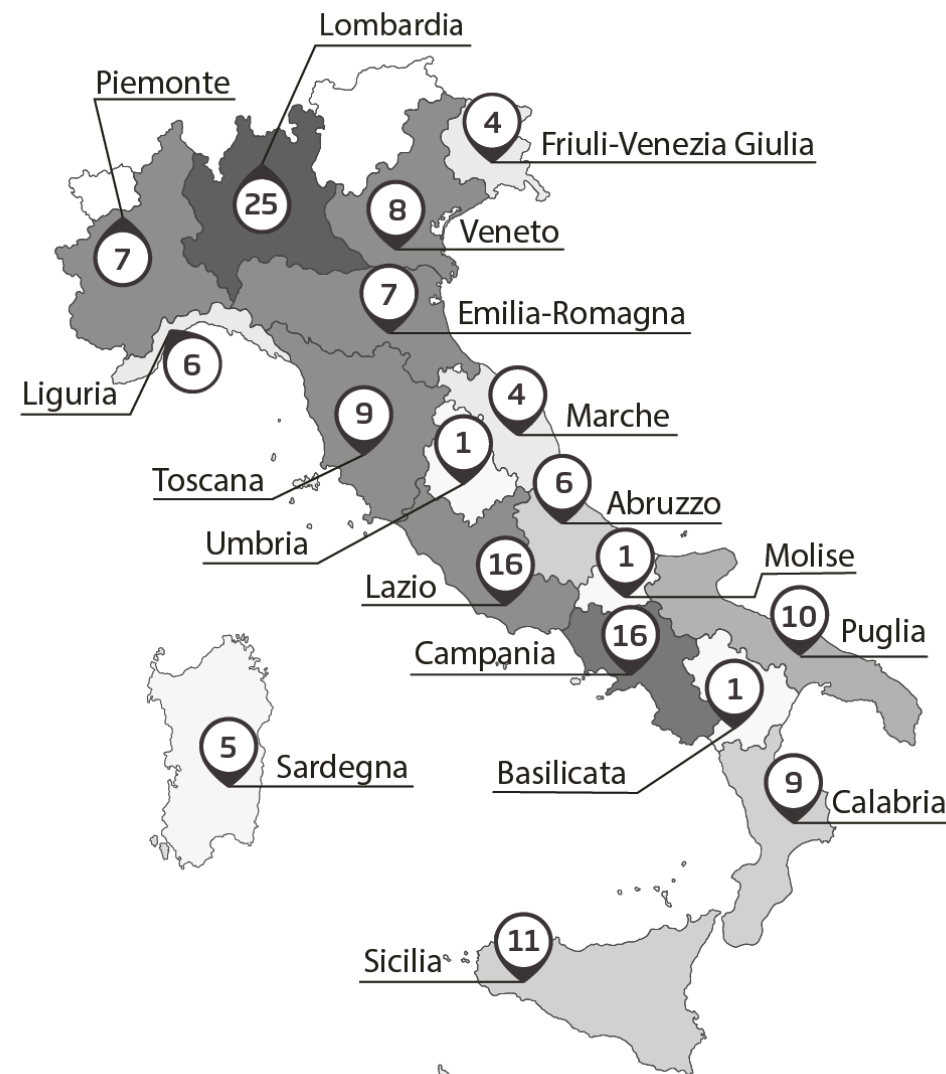 Lombardia
Piemonte
4
Friuli-Venezia Giulia
25
8
Veneto
7
7
Emilia-Romagna
6
Liguria
4
Marche
9
Toscana
1
Umbria
6
Abruzzo
1
Molise
16
Lazio
10
Puglia
16
Campania
1
Basilicata
5
Sardegna
9
Calabria
11
Sicilia